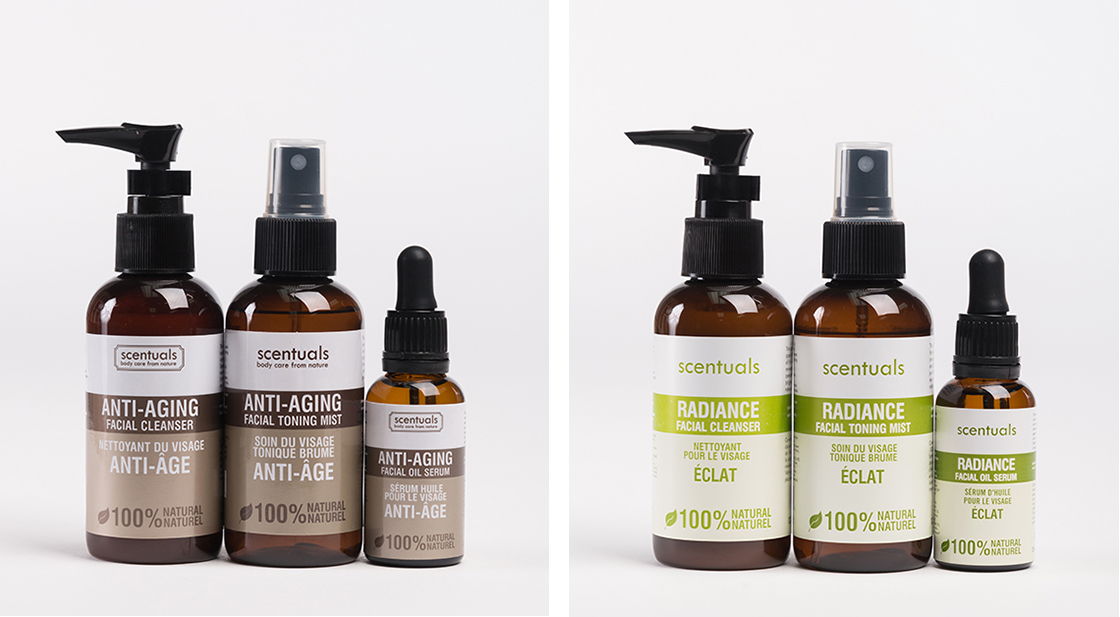 scentuals
body care from nature
ANTI-AGING
FACIAL CLEANSER
NETTOYANT DU VISAGE
ANTI-ÂGE
100% NATURAL
NATUREL
scentuals
body care from nature
ANTI-AGING
FACIAL TONING MIST
SOIN DU VISAGE
TONIQUE BRUME
ANTI-ÂGE
100% NATURAL
NATUREL
scentuals
body care from nature
ANTI-AGING
FACIAL OIL SERUM
SÉRUM HUILE
POUR LE VISAGE
ANTI-ÂGE
100% NATURAL
NATUREL
scentuals
RADIANCE
FACIAL CLEANSER
NETTOYANT
POUR LE VISAGE
ÉCLAT
100% NATURAL
NATUREL
scentuals
RADIANCE
FACIAL TONING MIST
SOIN DU VISAGE
TONIQUE BRUME
ÉCLAT
100% NATURAL
NATUREL
scentuals
RADIANCE
FACIAL OIL SERUM
SÉRUM D'HUILE
POUR LE VISAGE
ÉCLAT
100% NATURAL
NATUREL